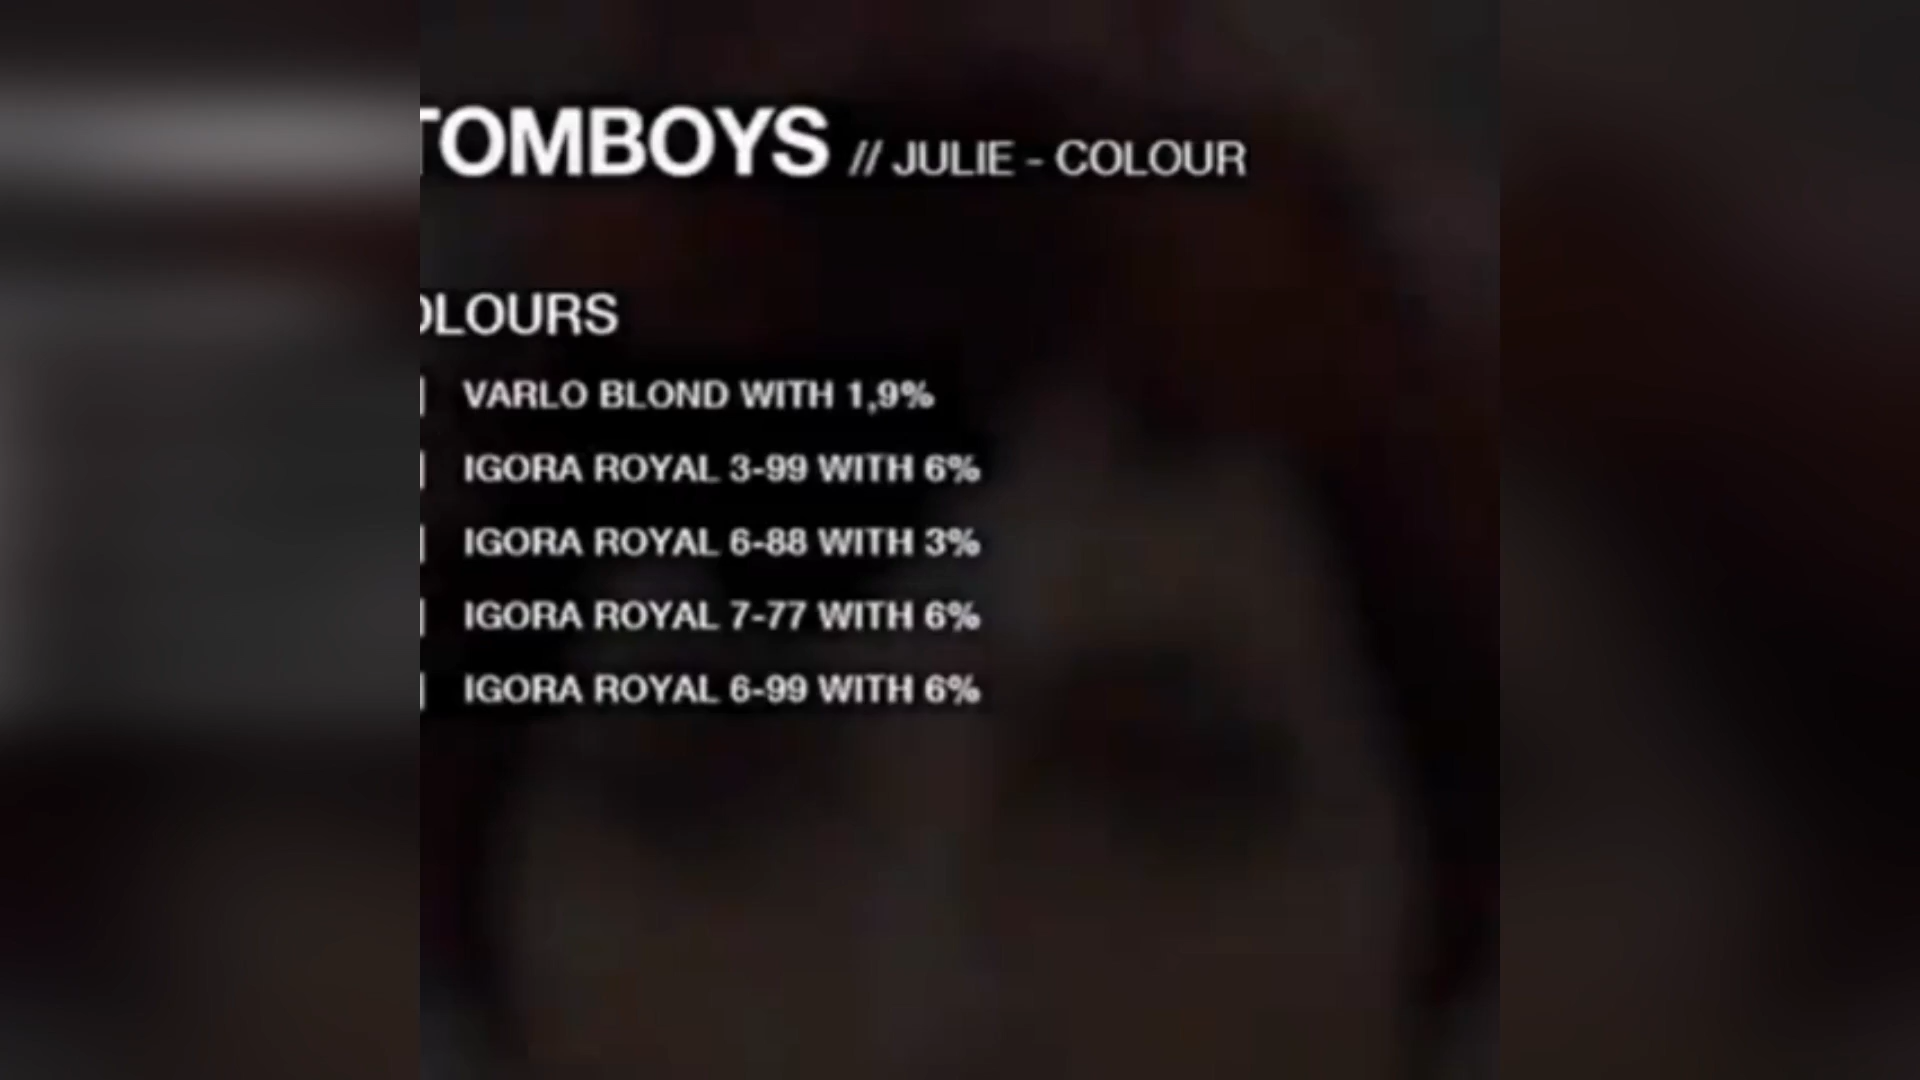 TOMBOYS // JULIE - COLOUR
OLOURS
VARLO BLOND WITH 1,9%
IGORA ROYAL 3-99 WITH 6%
IGORA ROYAL 6-88 WITH 3%
IGORA ROYAL 7-77 WITH 6%
IGORA ROYAL 6-99 WITH 6%